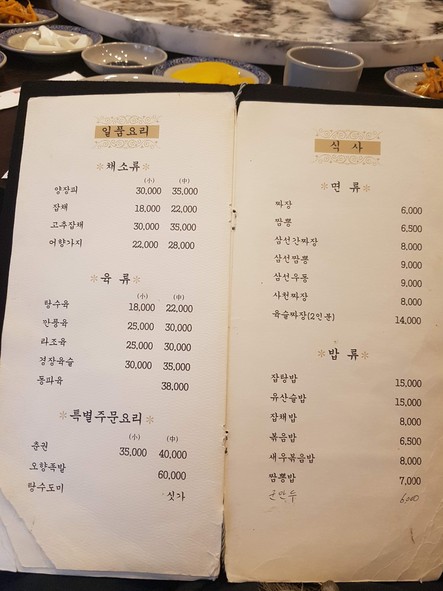 일품요리
채소류
(小) (中)
양장피 30,000 35,000
잡채 18,000 22,000
고추잡채 30,000 35,000
어향가지 22,000 28,000
육 류
(小) (中)
탕수육 18,000 22,000
깐풍육 25,000 30,000
라조육 25,000 30,000
경장육슬 30,000 35,000
동파육 38,000
특별주문요리
(小) (中)
춘권 35,000 40,000
오향족발 60,000
탕수도미 싯가
식 사
면 류
짜장 6,000
짬뽕 6,500
삼선간짜장 8,000
삼선짬뽕 9,000
삼선우동 9,000
사천짜장 8,000
육슬짜장(2인분) 14,000
밥 류
잡탕밥 15,000
유산슬밥 15,000
잡채밥 8,000
볶음밥 6,500
새우볶음밥 8,000
짬뽕밥 7,000
군만두 6,000